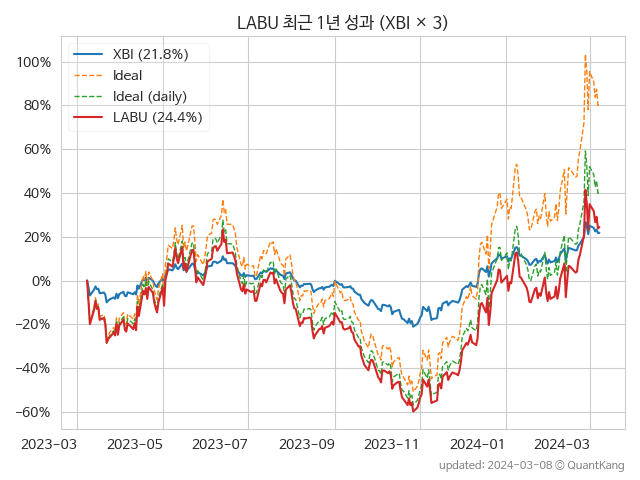 LABU 최근 1년 성과 (XBI × 3)
XBI (21.8%)
Ideal
Ideal (daily)
LABU (24.4%)
100%
80%
60%
40%
20%
0%
−20%
−40%
−60%
2023-03
2023-05
2023-07
2023-09
2023-11
2024-01
2024-03
updated: 2024-03-08 ⓒ QuantKang